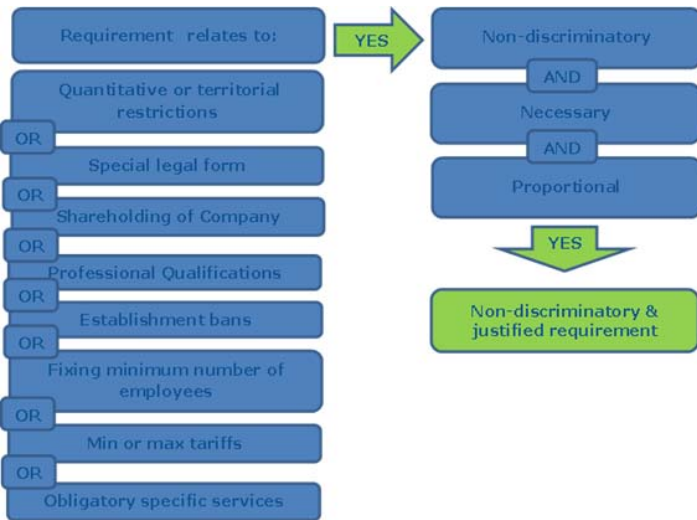 Requirement relates to:
Quantitative or territorial
restrictions
OR
Special legal form
OR
Shareholding of Company
OR
Professional Qualifications
OR
Establishment bans
OR
Fixing minimum number of
employees
OR
Min or max tariffs
OR
Obligatory specific services
YES
Non-discriminatory
AND
Necessary
AND
Proportional
YES
Non-discriminatory &
justified requirement